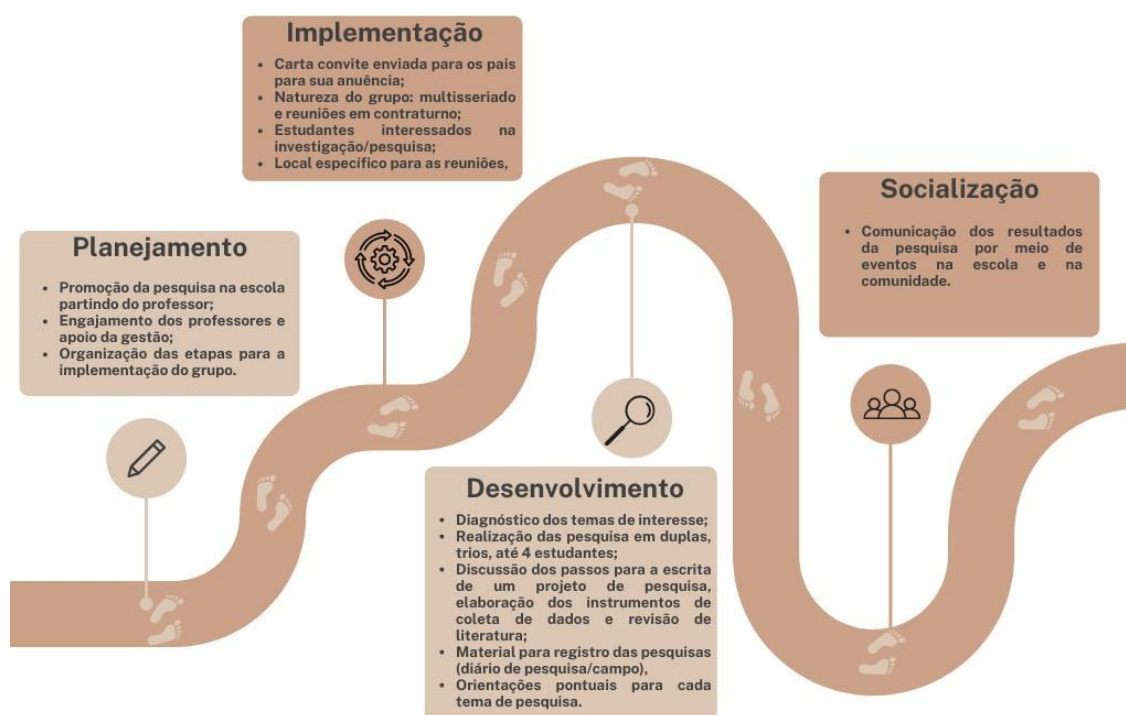 Implementação
• Carta convite enviada para os pais
para sua anuência;
• Natureza do grupo: multisseriado
e reuniões em contraturno;
• Estudantes interessados na
investigação/pesquisa;
• Local específico para as reuniões,
Planejamento
• Promoção da pesquisa na escola
partindo do professor;
• Engajamento dos professores e
apoio da gestão;
• Organização das etapas para a
implementação do grupo.
Socialização
• Comunicação dos resultados
da pesquisa por meio de
eventos na escola e na
comunidade.
Desenvolvimento
• Diagnóstico dos temas de interesse;
• Realização das pesquisa em duplas,
trios, até 4 estudantes;
• Discussão dos passos para a escrita
de um projeto de pesquisa,
elaboração dos instrumentos de
coleta de dados e revisão de
literatura;
• Material para registro das pesquisas
(diário de pesquisa/campo),
• Orientações pontuais para cada
tema de pesquisa.